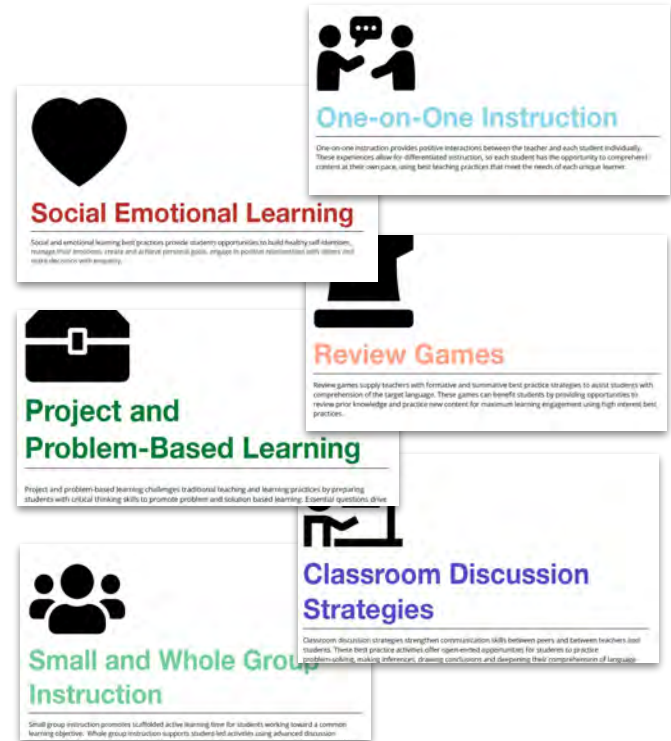 One-on-One Instruction
One-on-one instruction provides positive interactions between the teacher and each student individually.
These experiences allow for differentiated instruction, so each student has the opportunity to comprehend
content at their own pace, using best teaching practices that meet the needs of each unique learner.
Social Emotional Learning
Social and emotional learning best practices provide students opportunities to build healthy self-identities,
manage their emotions, create and achieve personal goals, engage in positive relationships with others and
make decisions with empathy.
Review Games
Review games supply teachers with formative and summative best practice strategies to assist students with
comprehension of the target language. These games can benefit students by providing opportunities to
review prior knowledge and practice new content for maximum learning engagement using high interest best
practices.
Project and
Problem-Based Learning
Project and problem-based learning challenges traditional teaching and learning practices by preparing
students with critical thinking skills to promote problem and solution based learning. Essential questions drive
Classroom Discussion
Strategies
Classroom discussion strategies strengthen communication skills between peers and between teachers and
students. These best practice activities offer open-ended opportunities for students to practice
problem-solving, making inferences, drawing conclusions and deepening their comprehension of language
Small and Whole Group
Instruction
Small group instruction promotes scaffolded active learning time for students working toward a common
learning objective. Whole group instruction supports student-led activities using advanced discussion